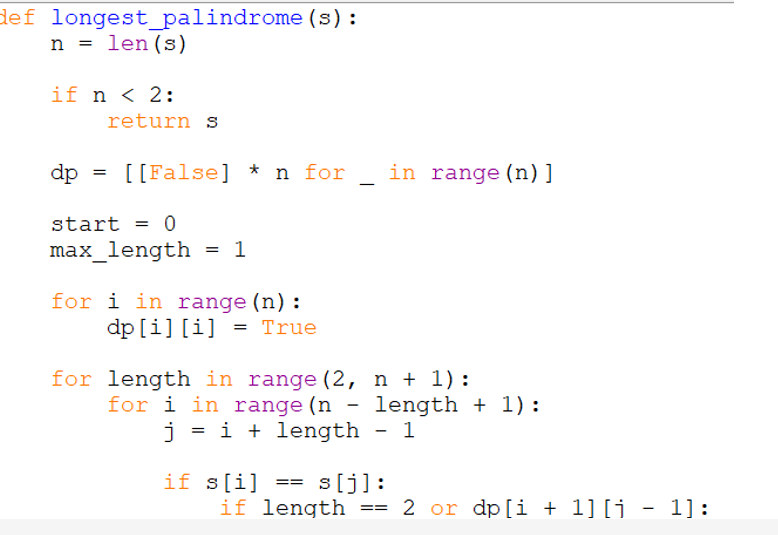 def longest_palindrome(s):
    n = len(s)

    if n < 2:
        return s

    dp = [[False] * n for _ in range(n)]

    start = 0
    max_length = 1

    for i in range(n):
        dp[i][i] = True

    for length in range(2, n + 1):
        for i in range(n - length + 1):
            j = i + length - 1

            if s[i] == s[j]:
                if length == 2 or dp[i + 1][j - 1]: